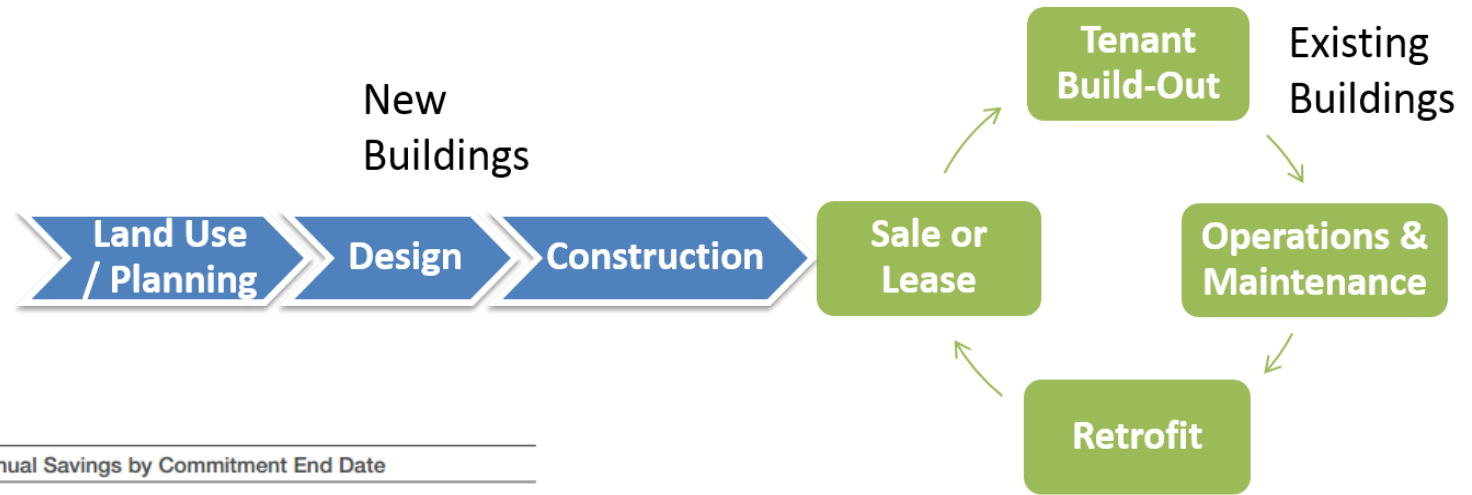 New
Buildings
Land Use
/ Planning
Design
Construction
Sale or
Lease
Tenant
Build-Out
Existing
Buildings
Operations &
Maintenance
Retrofit
Savings by Commitment End Date